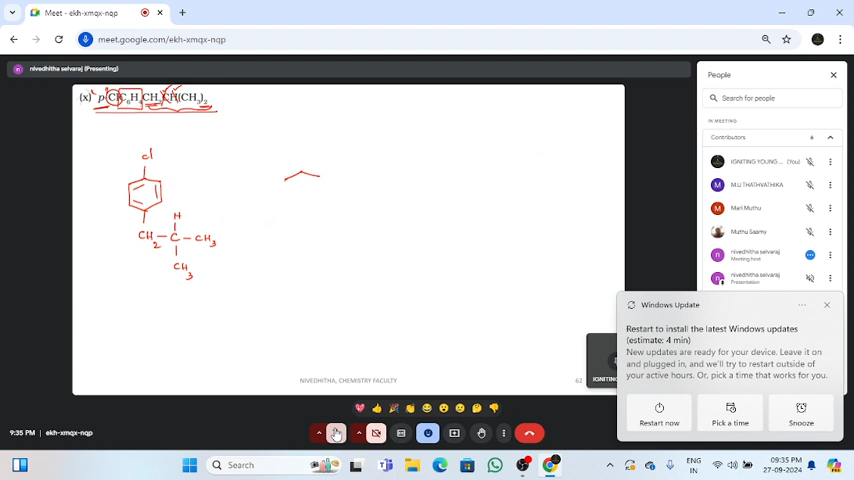 Meet - ekh-xmqx-nqp
meet.google.com/ekh-xmqx-nqp
nivedhitha selvaraj (Presenting)
(x) p-ClC6H4CH2CH(CH3)2
cl
H
CH2 — C — CH3
CH3
NIVEDHITHA, CHEMISTRY FACULTY
62
People
Search for people
IN MEETING
Contributors
6
IGNITING YOUNG... (You)
M.U THATHVATHIKA
Mari Muthu
Muthu Saamy
nivedhitha selvaraj
Meeting host
nivedhitha selvaraj
Presentation
IGNITIN
Windows Update
Restart to install the latest Windows updates
(estimate: 4 min)
New updates are ready for your device. Leave it on
and plugged in, and we'll try to restart outside of
your active hours. Or, pick a time that works for you.
Restart now
Pick a time
Snooze
9:35 PM | ekh-xmqx-nqp
Search
ENG
IN
09:35 PM
27-09-2024